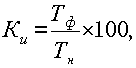 Kи = Tф / Tн × 100,